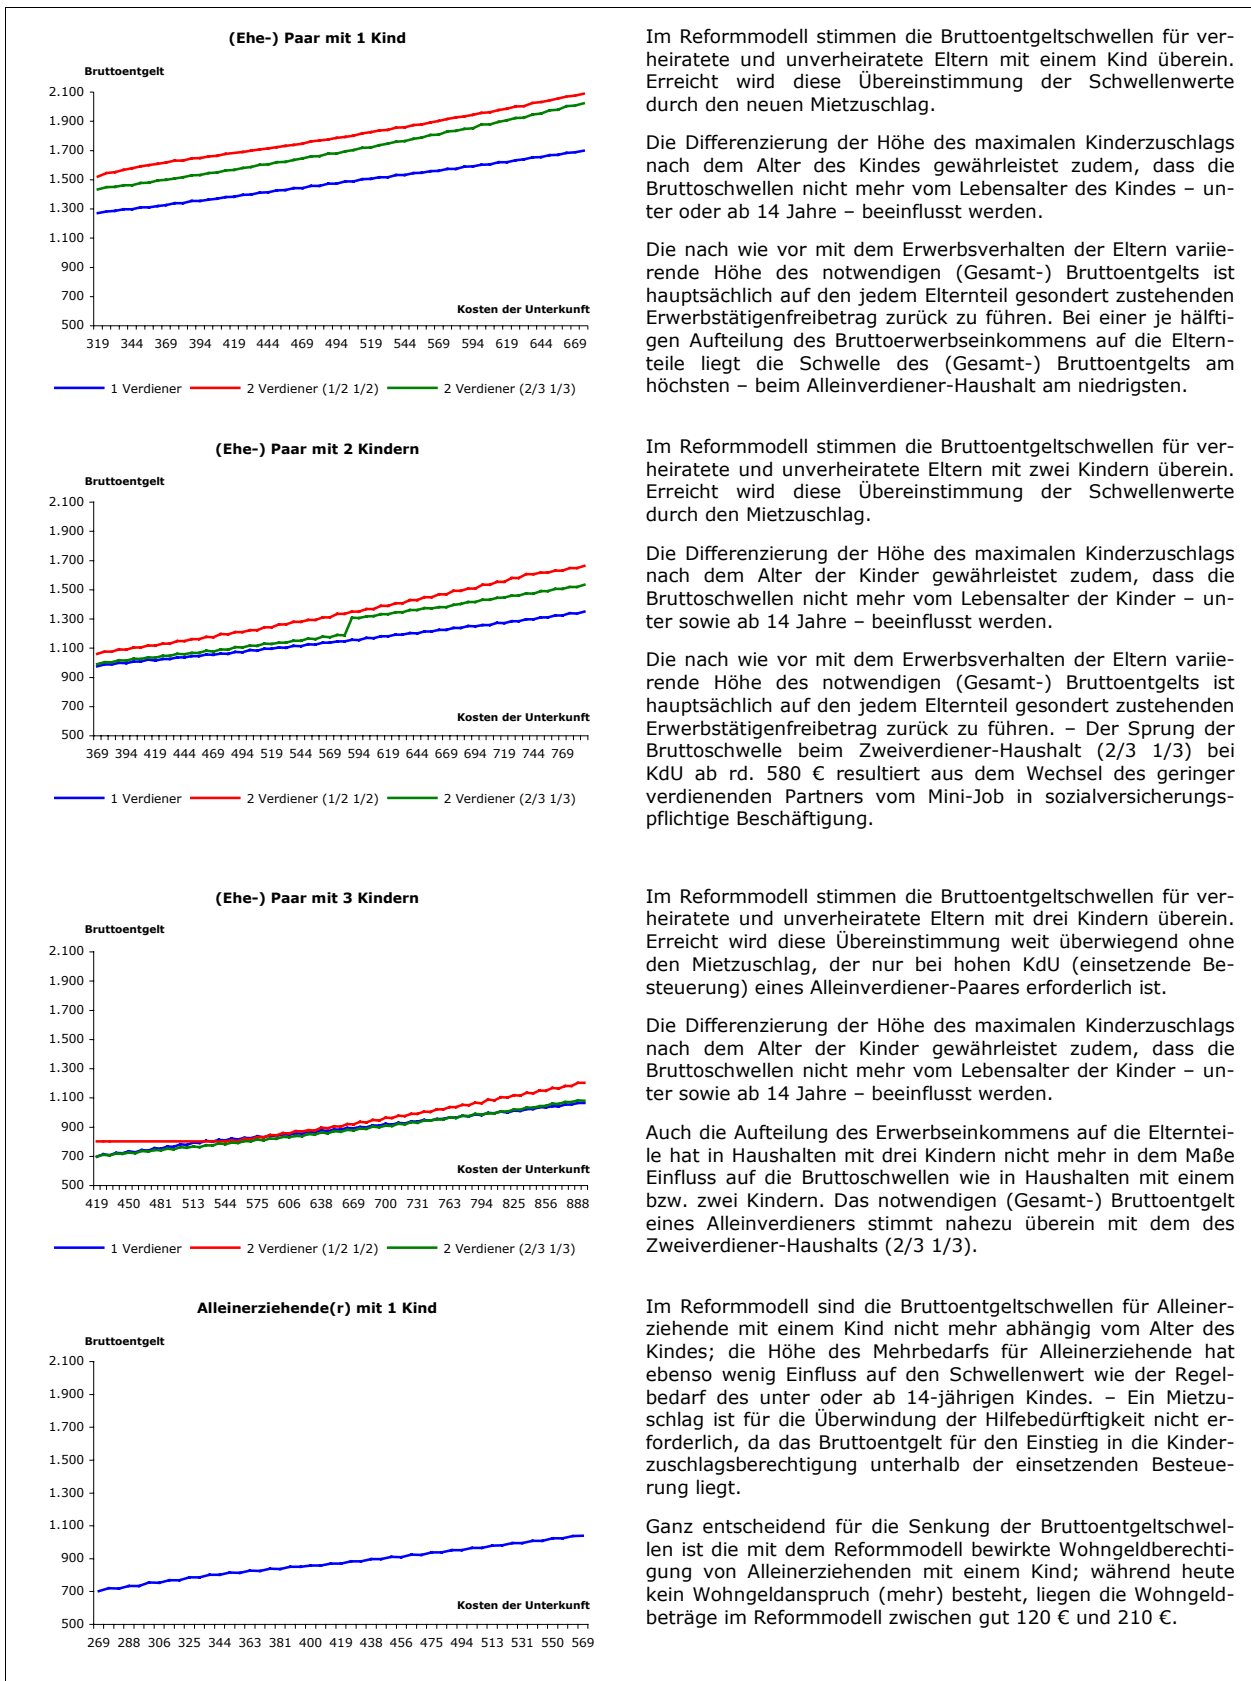 (Ehe-) Paar mit 1 Kind
Bruttoentgelt
2.100
1.900
1.700
1.500
1.300
1.100
900
700
500
Kosten der Unterkunft
319 344 369 394 419 444 469 494 519 544 569 594 619 644 669
1 Verdiener 2 Verdiener (1/2 1/2) 2 Verdiener (2/3 1/3)
Im Reformmodell stimmen die Bruttoentgeltschwellen für ver-
heiratete und unverheiratete Eltern mit einem Kind überein.
Erreicht wird diese Übereinstimmung der Schwellenwerte
durch den neuen Mietzuschlag.
Die Differenzierung der Höhe des maximalen Kinderzuschlags
nach dem Alter des Kindes gewährleistet zudem, dass die
Bruttoschwellen nicht mehr vom Lebensalter des Kindes – un-
ter oder ab 14 Jahre – beeinflusst werden.
Die nach wie vor mit dem Erwerbsverhalten der Eltern variie-
rende Höhe des notwendigen (Gesamt-) Bruttoentgelts ist
hauptsächlich auf den jedem Elternteil gesondert zustehenden
Erwerbstätigenfreibetrag zurück zu führen. Bei einer je hälfti-
gen Aufteilung des Bruttoerwerbseinkommens auf die Eltern-
teile liegt die Schwelle des (Gesamt-) Bruttoentgelts am
höchsten – beim Alleinverdiener-Haushalt am niedrigsten.
(Ehe-) Paar mit 2 Kindern
Bruttoentgelt
2.100
1.900
1.700
1.500
1.300
1.100
900
700
500
Kosten der Unterkunft
369 394 419 444 469 494 519 544 569 594 619 644 669 694 719 744 769
1 Verdiener 2 Verdiener (1/2 1/2) 2 Verdiener (2/3 1/3)
Im Reformmodell stimmen die Bruttoentgeltschwellen für ver-
heiratete und unverheiratete Eltern mit zwei Kindern überein.
Erreicht wird diese Übereinstimmung der Schwellenwerte
durch den Mietzuschlag.
Die Differenzierung der Höhe des maximalen Kinderzuschlags
nach dem Alter der Kinder gewährleistet zudem, dass die
Bruttoschwellen nicht mehr vom Lebensalter der Kinder – un-
ter sowie ab 14 Jahre – beeinflusst werden.
Die nach wie vor mit dem Erwerbsverhalten der Eltern variie-
rende Höhe des notwendigen (Gesamt-) Bruttoentgelts ist
hauptsächlich auf den jedem Elternteil gesondert zustehenden
Erwerbstätigenfreibetrag zurück zu führen. – Der Sprung der
Bruttoschwelle beim Zweiverdiener-Haushalt (2/3 1/3) bei
KdU ab rd. 580 € resultiert aus dem Wechsel des geringer
verdienenden Partners vom Mini-Job in sozialversicherungs-
pflichtige Beschäftigung.
(Ehe-) Paar mit 3 Kindern
Bruttoentgelt
2.100
1.900
1.700
1.500
1.300
1.100
900
700
500
Kosten der Unterkunft
419 450 481 513 544 575 606 638 669 700 731 763 794 825 856 888
1 Verdiener 2 Verdiener (1/2 1/2) 2 Verdiener (2/3 1/3)
Im Reformmodell stimmen die Bruttoentgeltschwellen für ver-
heiratete und unverheiratete Eltern mit drei Kindern überein.
Erreicht wird diese Übereinstimmung weit überwiegend ohne
den Mietzuschlag, der nur bei hohen KdU (einsetzende Be-
steuerung) eines Alleinverdiener-Paares erforderlich ist.
Die Differenzierung der Höhe des maximalen Kinderzuschlags
nach dem Alter der Kinder gewährleistet zudem, dass die
Bruttoschwellen nicht mehr vom Lebensalter der Kinder – un-
ter sowie ab 14 Jahre – beeinflusst werden.
Auch die Aufteilung des Erwerbseinkommens auf die Elterntei-
le hat in Haushalten mit drei Kindern nicht mehr in dem Maße
Einfluss auf die Bruttoschwellen wie in Haushalten mit einem
bzw. zwei Kindern. Das notwendigen (Gesamt-) Bruttoentgelt
eines Alleinverdieners stimmt nahezu überein mit dem des
Zweiverdiener-Haushalts (2/3 1/3).
Alleinerziehende(r) mit 1 Kind
Bruttoentgelt
2.100
1.900
1.700
1.500
1.300
1.100
900
700
500
Kosten der Unterkunft
269 288 306 325 344 363 381 400 419 438 456 475 494 513 531 550 569
Im Reformmodell sind die Bruttoentgeltschwellen für Alleiner-
ziehende mit einem Kind nicht mehr abhängig vom Alter des
Kindes; die Höhe des Mehrbedarfs für Alleinerziehende hat
ebenso wenig Einfluss auf den Schwellenwert wie der Regel-
bedarf des unter oder ab 14-jährigen Kindes. – Ein Mietzu-
schlag ist für die Überwindung der Hilfebedürftigkeit nicht er-
forderlich, da das Bruttoentgelt für den Einstieg in die Kinder-
zuschlagsberechtigung unterhalb der einsetzenden Besteue-
rung liegt.
Ganz entscheidend für die Senkung der Bruttoentgeltschwel-
len ist die mit dem Reformmodell bewirkte Wohngeldberechti-
gung von Alleinerziehenden mit einem Kind; während heute
kein Wohngeldanspruch (mehr) besteht, liegen die Wohngeld-
beträge im Reformmodell zwischen gut 120 € und 210 €.